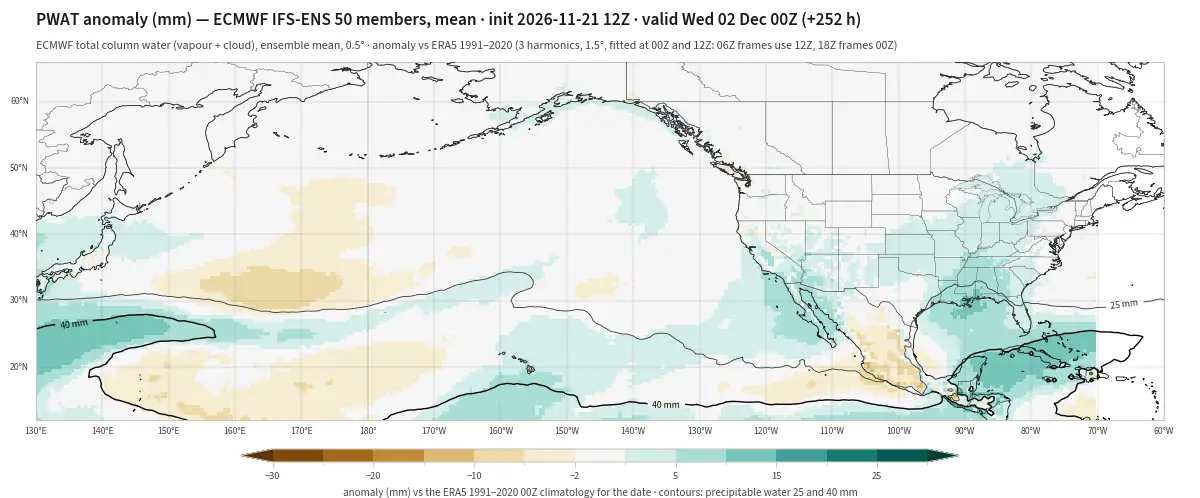 PWAT anomaly (mm) — ECMWF IFS-ENS 50 members, mean · init 2026-11-21 12Z · valid Wed 02 Dec 00Z (+252 h)
ECMWF total column water (vapour + cloud), ensemble mean, 0.5° · anomaly vs ERA5 1991–2020 (3 harmonics, 1.5°, fitted at 00Z and 12Z: 06Z frames use 12Z, 18Z frames 00Z)
60°N
50°N
40°N
30°N
20°N
40 mm
25 mm
40 mm
130°E 140°E 150°E 160°E 170°E 180° 170°W 160°W 150°W 140°W 130°W 120°W 110°W 100°W 90°W 80°W 70°W 60°W
−30 −20 −10 −2 5 15 25
anomaly (mm) vs the ERA5 1991–2020 00Z climatology for the date · contours: precipitable water 25 and 40 mm